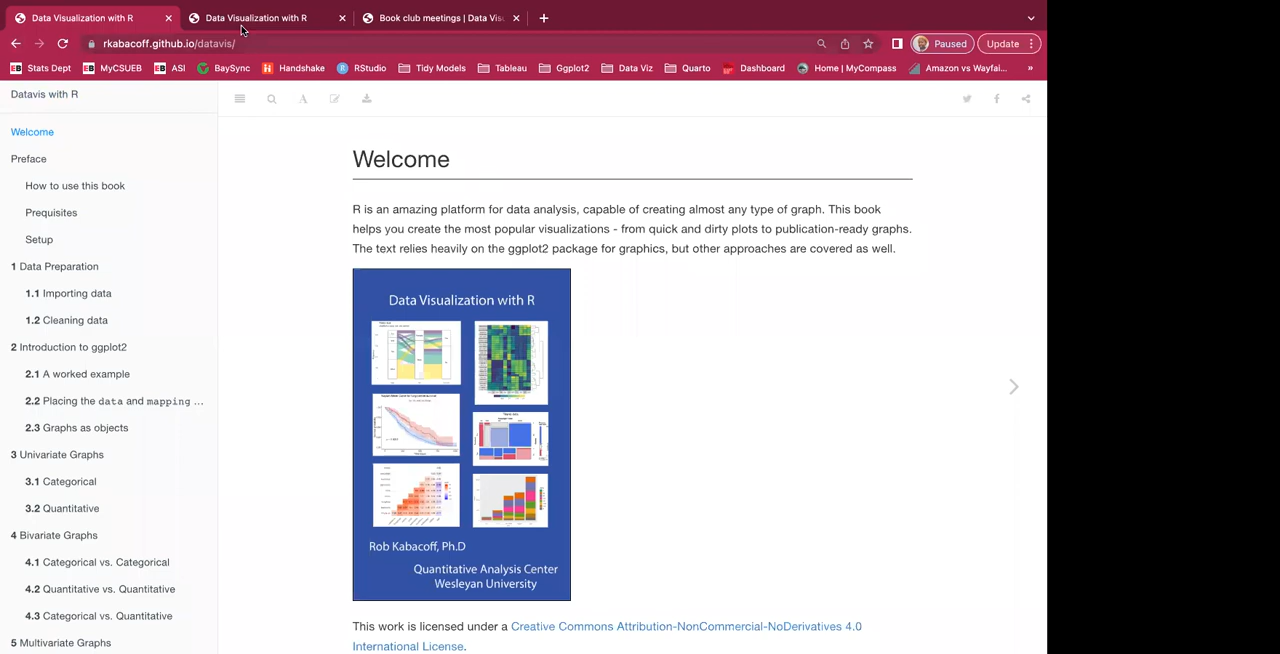 Data Visualization with R
Data Visualization with R
Book club meetings | Data Vis
rkabacoff.github.io/datavis/
Paused
Update
Stats Dept
MyCSUEB
ASI
BaySync
Handshake
RStudio
Tidy Models
Tableau
Ggplot2
Data Viz
Quarto
Dashboard
Home | MyCompass
Amazon vs Wayfai...
»
Datavis with R
Welcome
Preface
How to use this book
Prequisites
Setup
1 Data Preparation
1.1 Importing data
1.2 Cleaning data
2 Introduction to ggplot2
2.1 A worked example
2.2 Placing the data and mapping ...
2.3 Graphs as objects
3 Univariate Graphs
3.1 Categorical
3.2 Quantitative
4 Bivariate Graphs
4.1 Categorical vs. Categorical
4.2 Quantitative vs. Quantitative
4.3 Categorical vs. Quantitative
5 Multivariate Graphs
Welcome
R is an amazing platform for data analysis, capable of creating almost any type of graph. This book
helps you create the most popular visualizations - from quick and dirty plots to publication-ready graphs.
The text relies heavily on the ggplot2 package for graphics, but other approaches are covered as well.
Data Visualization with R
Rob Kabacoff, Ph.D
Quantitative Analysis Center
Wesleyan University
This work is licensed under a Creative Commons Attribution-NonCommercial-NoDerivatives 4.0
International License.